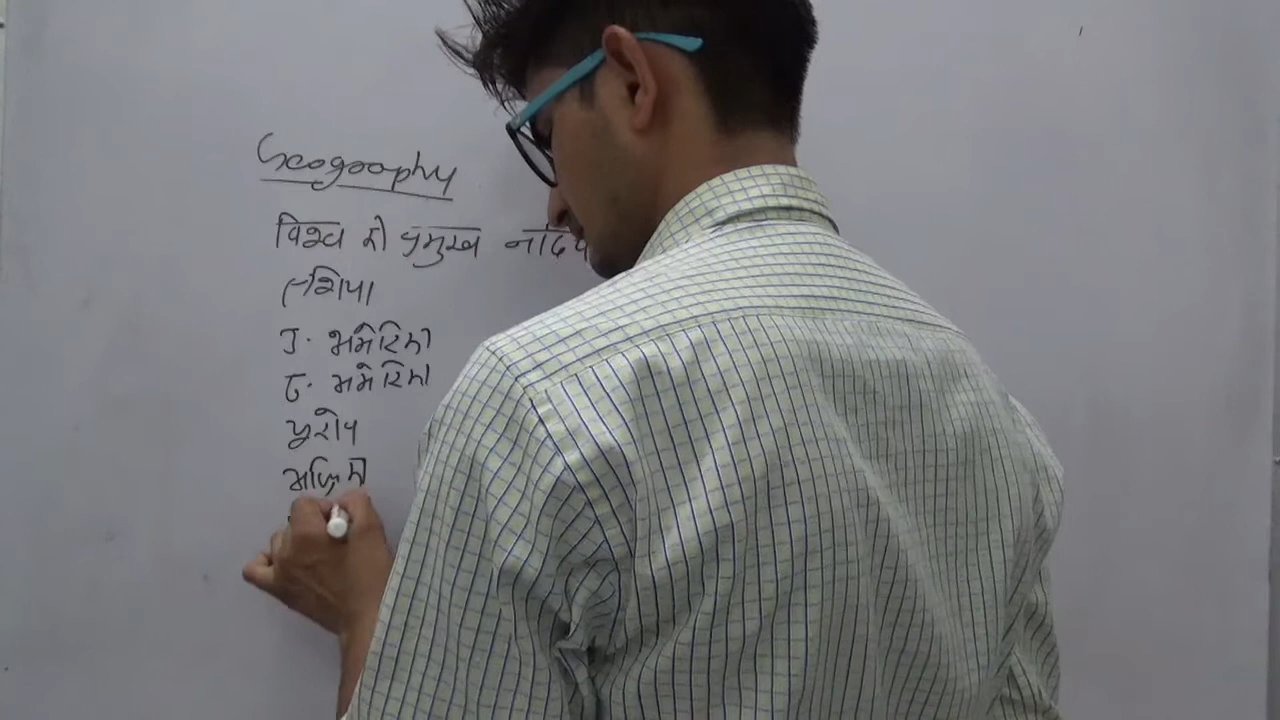 Geography
विश्व की प्रमुख नदिय
एशिया
उ. अमेरिका
द. अमेरिका
यूरोप
अफ्रिका